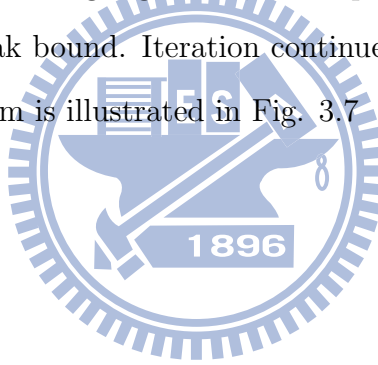 ak bound. Iteration continue
m is illustrated in Fig. 3.7
E S
1896